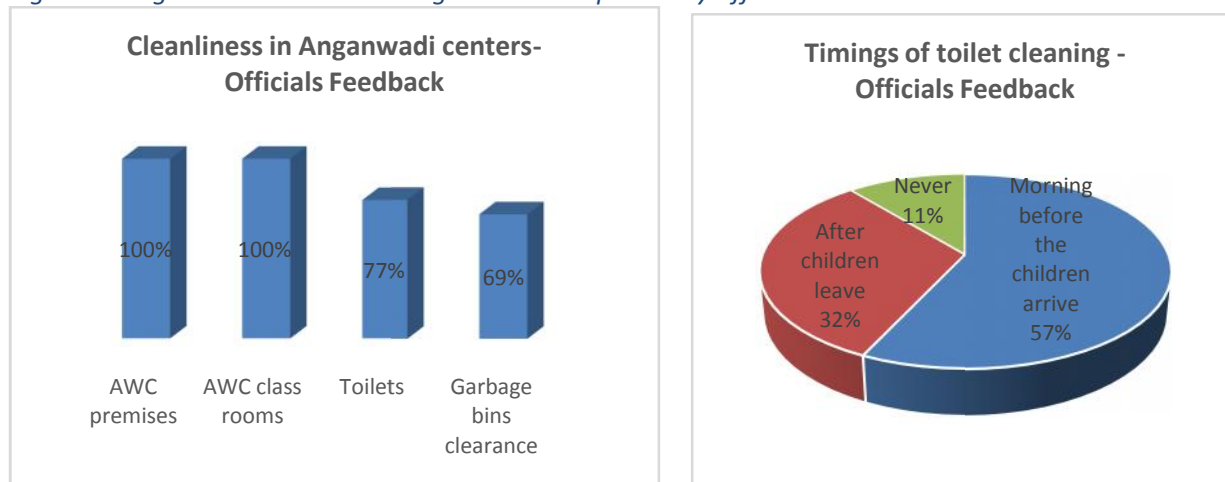 Cleanliness in Anganwadi centers-
Officials Feedback
100%
100%
77%
69%
AWC
premises
AWC class
rooms
Toilets
Garbage
bins
clearance
Timings of toilet cleaning -
Officials Feedback
Never
11%
Morning
before
the
children
arrive
57%
After
children
leave
32%